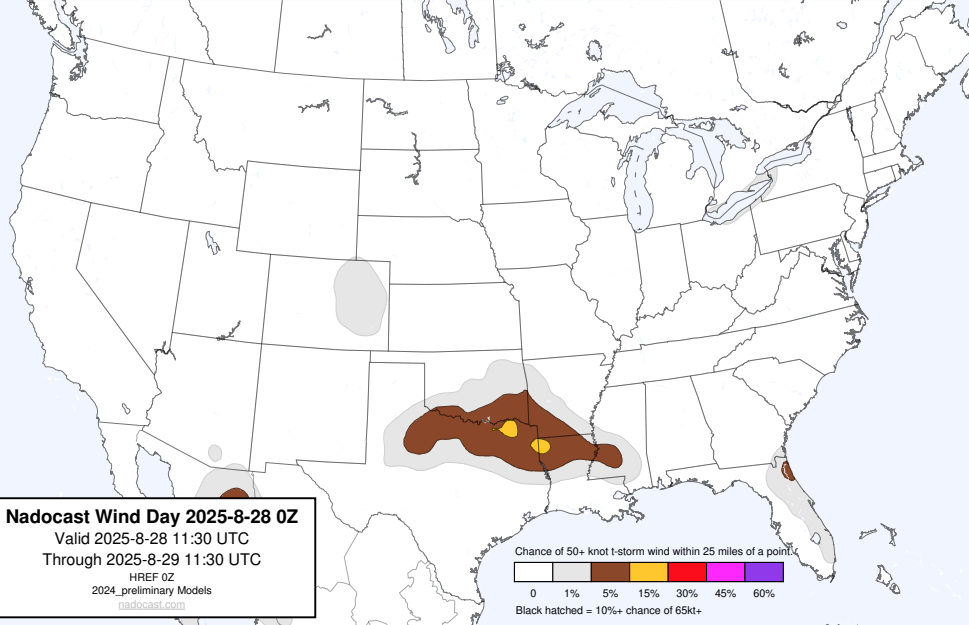 Nadocast Wind Day 2025-8-28 0Z
Valid 2025-8-28 11:30 UTC
Through 2025-8-29 11:30 UTC
HREF 0Z
2024_preliminary Models
nadocast.com
Chance of 50+ knot t-storm wind within 25 miles of a point.
0 1% 5% 15% 30% 45% 60%
Black hatched = 10%+ chance of 65kt+